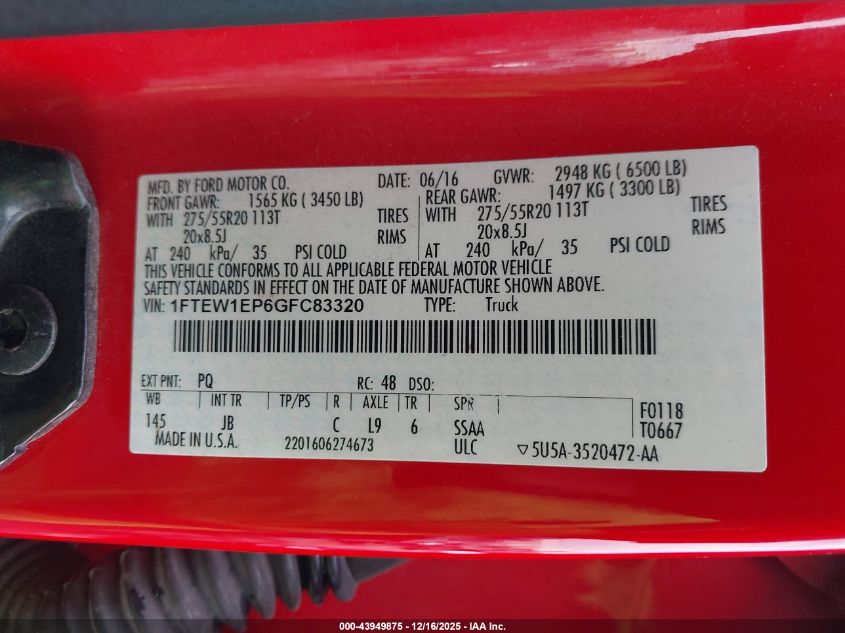 MFD. BY FORD MOTOR CO. DATE: 06/16 GVWR: 2948 KG ( 6500 LB)
FRONT GAWR: 1565 KG ( 3450 LB) REAR GAWR: 1497 KG ( 3300 LB)
WITH 275/55R20 113T TIRES WITH 275/55R20 113T TIRES
20x8.5J RIMS 20x8.5J RIMS
AT 240 kPa/ 35 PSI COLD AT 240 kPa/ 35 PSI COLD
THIS VEHICLE CONFORMS TO ALL APPLICABLE FEDERAL MOTOR VEHICLE
SAFETY STANDARDS IN EFFECT ON THE DATE OF MANUFACTURE SHOWN ABOVE.
VIN: 1FTEW1EP6GFC83320 TYPE: Truck
EXT PNT: PQ RC: 48 DSO:
WB INT TR TP/PS R AXLE TR SPR F0118
145 JB C L9 6 SSAA T0667
MADE IN U.S.A. 2201606274673 ULC ▽5U5A-3520472-AA
000-43949875 - 12/16/2025 - IAA Inc.